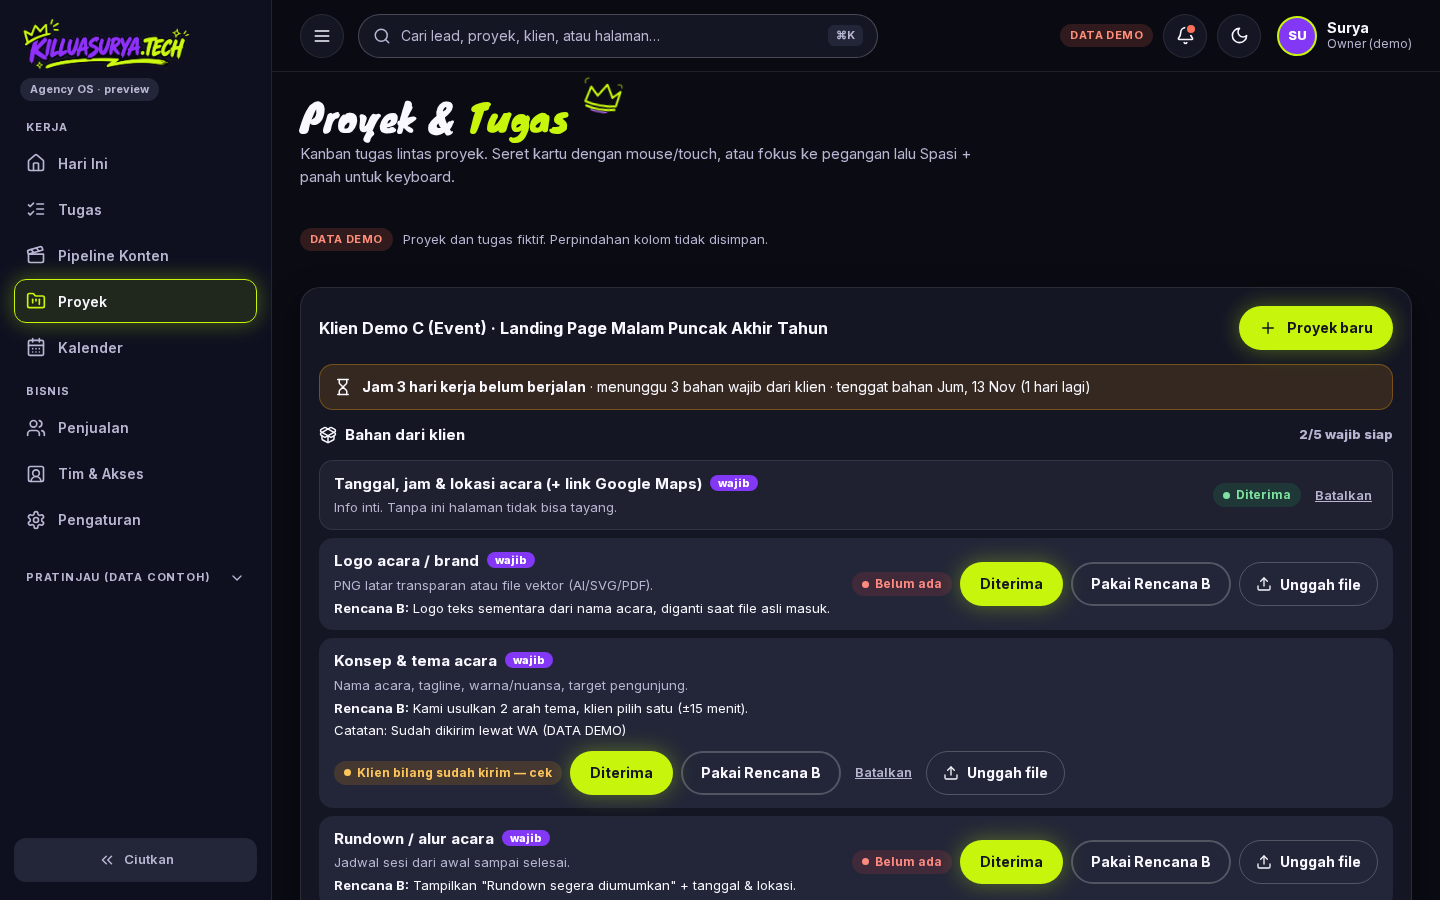 KILLUASURYA.TECH
Agency OS · preview
KERJA
Hari Ini
Tugas
Pipeline Konten
Proyek
Kalender
BISNIS
Penjualan
Tim & Akses
Pengaturan
PRATINJAU (DATA CONTOH)
Ciutkan
Cari lead, proyek, klien, atau halaman…
⌘K
DATA DEMO
SU
Surya
Owner (demo)
Proyek & Tugas
Kanban tugas lintas proyek. Seret kartu dengan mouse/touch, atau fokus ke pegangan lalu Spasi +
panah untuk keyboard.
DATA DEMO
Proyek dan tugas fiktif. Perpindahan kolom tidak disimpan.
Klien Demo C (Event) · Landing Page Malam Puncak Akhir Tahun
Proyek baru
Jam 3 hari kerja belum berjalan · menunggu 3 bahan wajib dari klien · tenggat bahan Jum, 13 Nov (1 hari lagi)
Bahan dari klien
2/5 wajib siap
Tanggal, jam & lokasi acara (+ link Google Maps) wajib
Info inti. Tanpa ini halaman tidak bisa tayang.
Diterima
Batalkan
Logo acara / brand wajib
PNG latar transparan atau file vektor (AI/SVG/PDF).
Rencana B: Logo teks sementara dari nama acara, diganti saat file asli masuk.
Belum ada
Diterima
Pakai Rencana B
Unggah file
Konsep & tema acara wajib
Nama acara, tagline, warna/nuansa, target pengunjung.
Rencana B: Kami usulkan 2 arah tema, klien pilih satu (±15 menit).
Catatan: Sudah dikirim lewat WA (DATA DEMO)
Klien bilang sudah kirim — cek
Diterima
Pakai Rencana B
Batalkan
Unggah file
Rundown / alur acara wajib
Jadwal sesi dari awal sampai selesai.
Rencana B: Tampilkan "Rundown segera diumumkan" + tanggal & lokasi.
Belum ada
Diterima
Pakai Rencana B
Unggah file